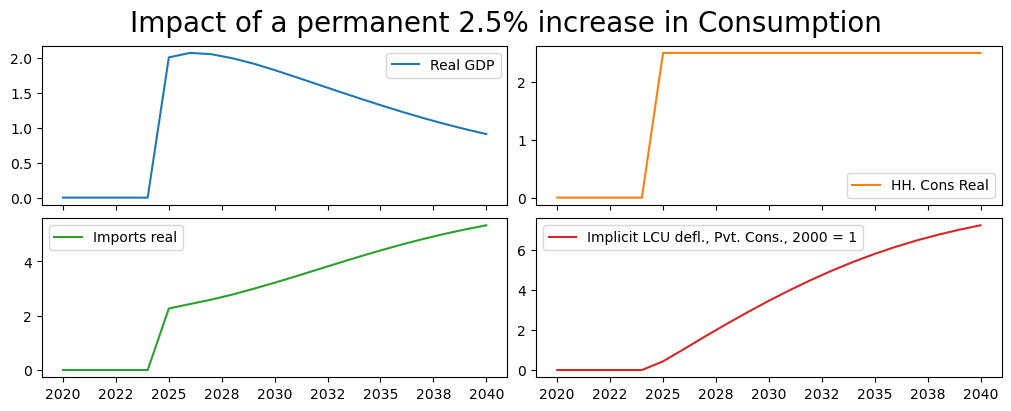 Impact of a permanent 2.5% increase in Consumption
2.0
1.5
1.0
0.5
0.0
Real GDP
2
1
0
HH. Cons Real
4
2
0
Imports real
2020 2022 2025 2028 2030 2032 2035 2038 2040
6
4
2
0
Implicit LCU defl., Pvt. Cons., 2000 = 1
2020 2022 2025 2028 2030 2032 2035 2038 2040